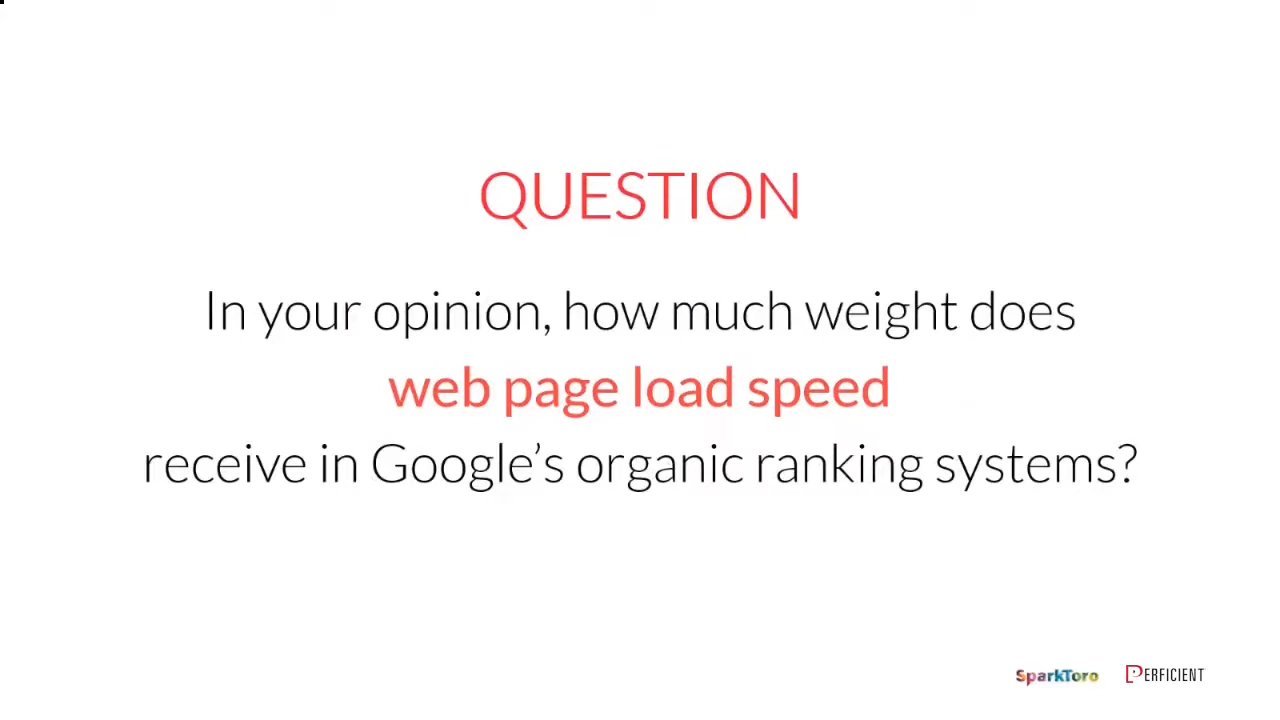 QUESTION
In your opinion, how much weight does
web page load speed
receive in Google’s organic ranking systems?
SparkToro PERFICIENT